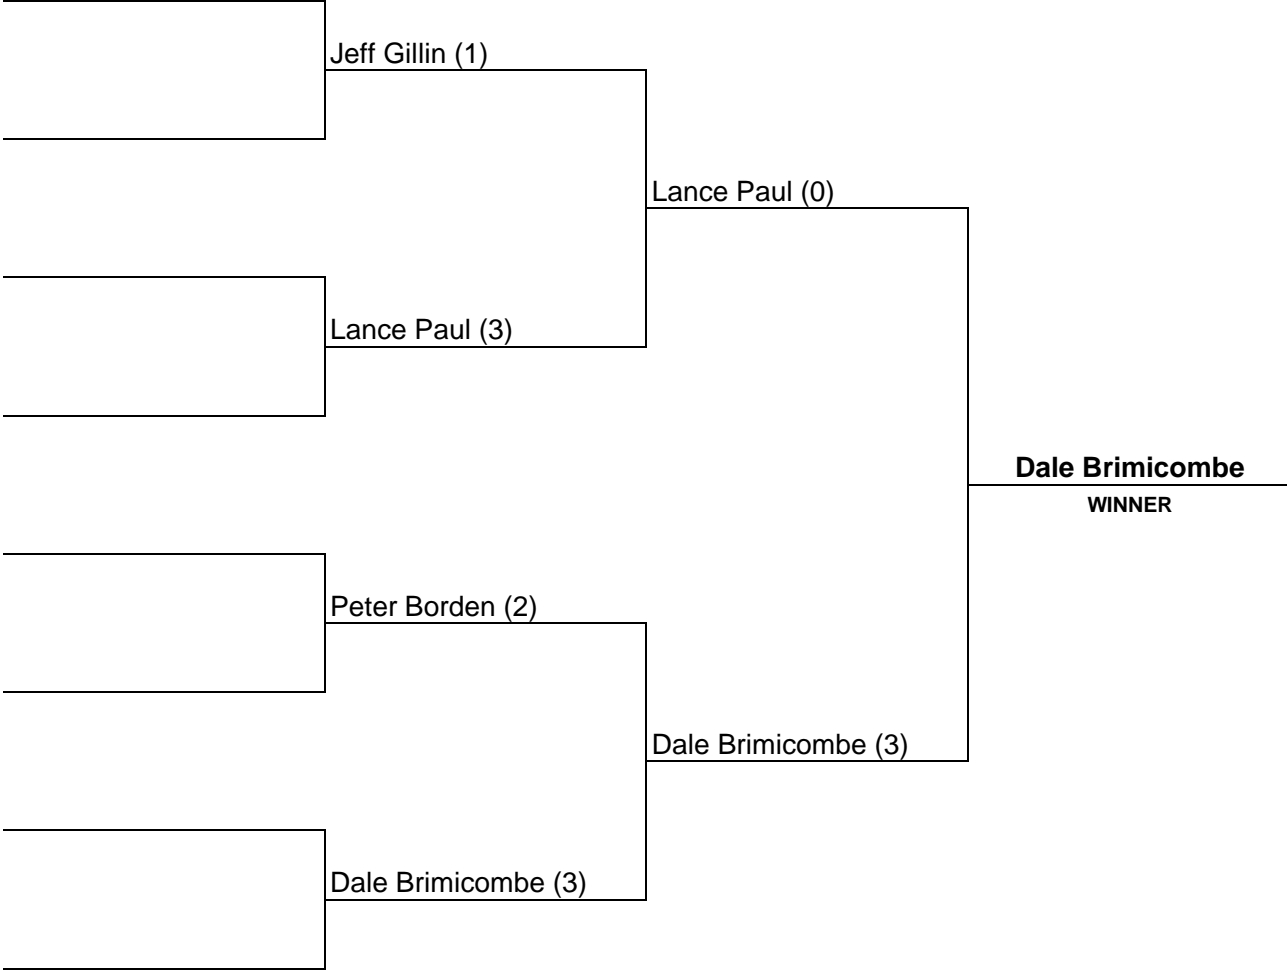 Jeff Gillin (1)
Lance Paul (0)
Lance Paul (3)
Dale Brimicombe
WINNER
Peter Borden (2)
Dale Brimicombe (3)
Dale Brimicombe (3)